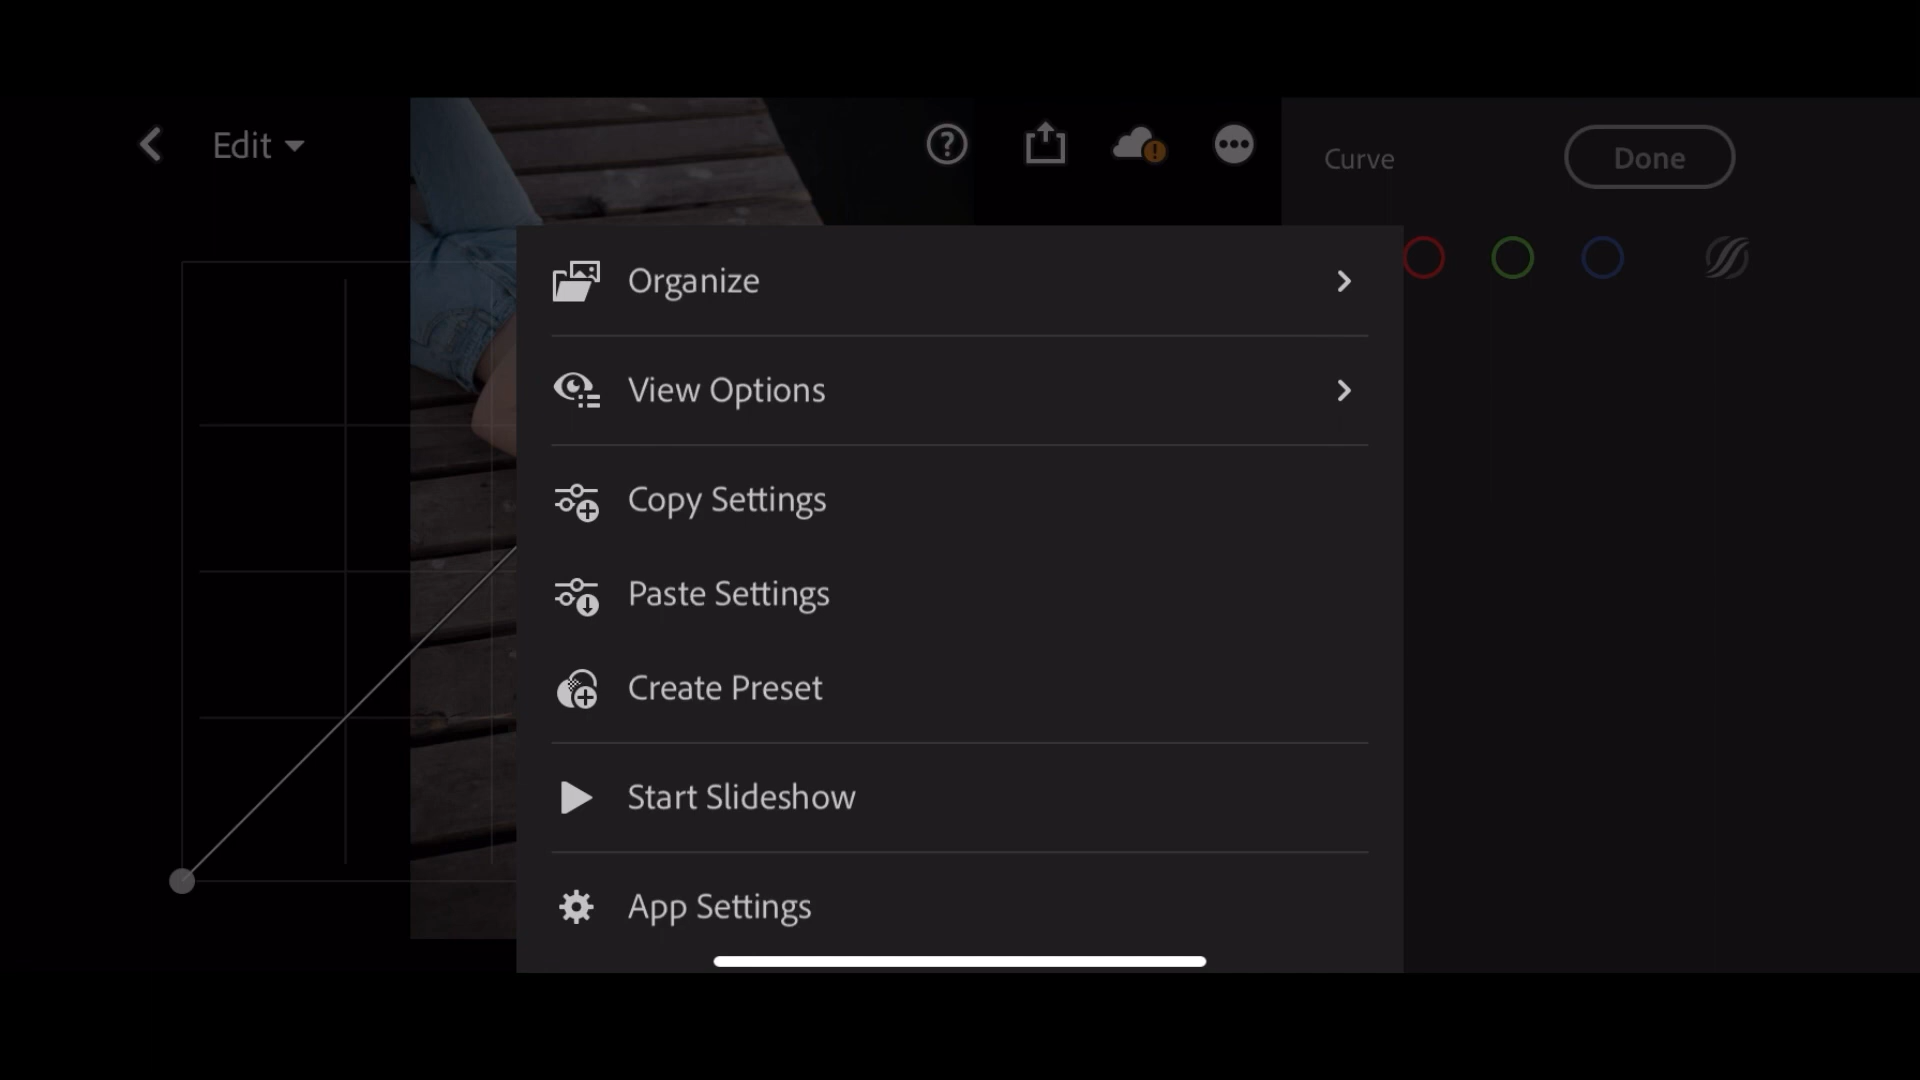 Edit
Curve
Done
Organize
View Options
Copy Settings
Paste Settings
Create Preset
Start Slideshow
App Settings